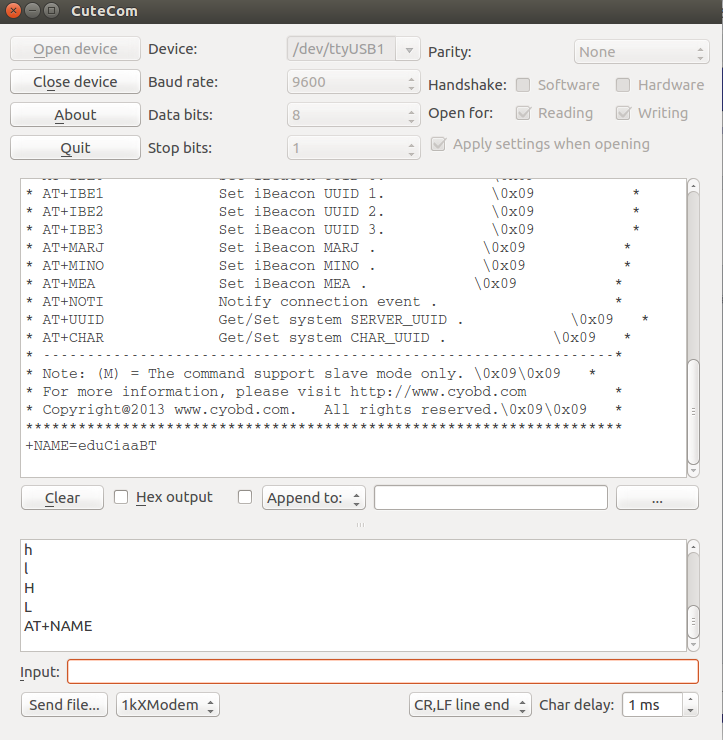 CuteCom
Open device Device: /dev/ttyUSB1 Parity: None
Close device Baud rate: 9600 Handshake: Software Hardware
About Data bits: 8 Open for: Reading Writing
Quit Stop bits: 1 Apply settings when opening
* AT+IBE1 Set iBeacon UUID 1. \0x09 *
* AT+IBE2 Set iBeacon UUID 2. \0x09 *
* AT+IBE3 Set iBeacon UUID 3. \0x09 *
* AT+MARJ Set iBeacon MARJ . \0x09 *
* AT+MINO Set iBeacon MINO . \0x09 *
* AT+MEA Set iBeacon MEA . \0x09 *
* AT+NOTI Notify connection event . *
* AT+UUID Get/Set system SERVER_UUID . \0x09 *
* AT+CHAR Get/Set system CHAR_UUID . \0x09 *
* -----------------------------------------------------------------*
* Note: (M) = The command support slave mode only. \0x09\0x09 *
* For more information, please visit http://www.cyobd.com *
* Copyright@2013 www.cyobd.com. All rights reserved.\0x09\0x09 *
********************************************************************
+NAME=eduCiaaBT
Clear Hex output Append to: ...
h
l
H
L
AT+NAME
Input:
Send file... 1kXModem CR,LF line end Char delay: 1 ms